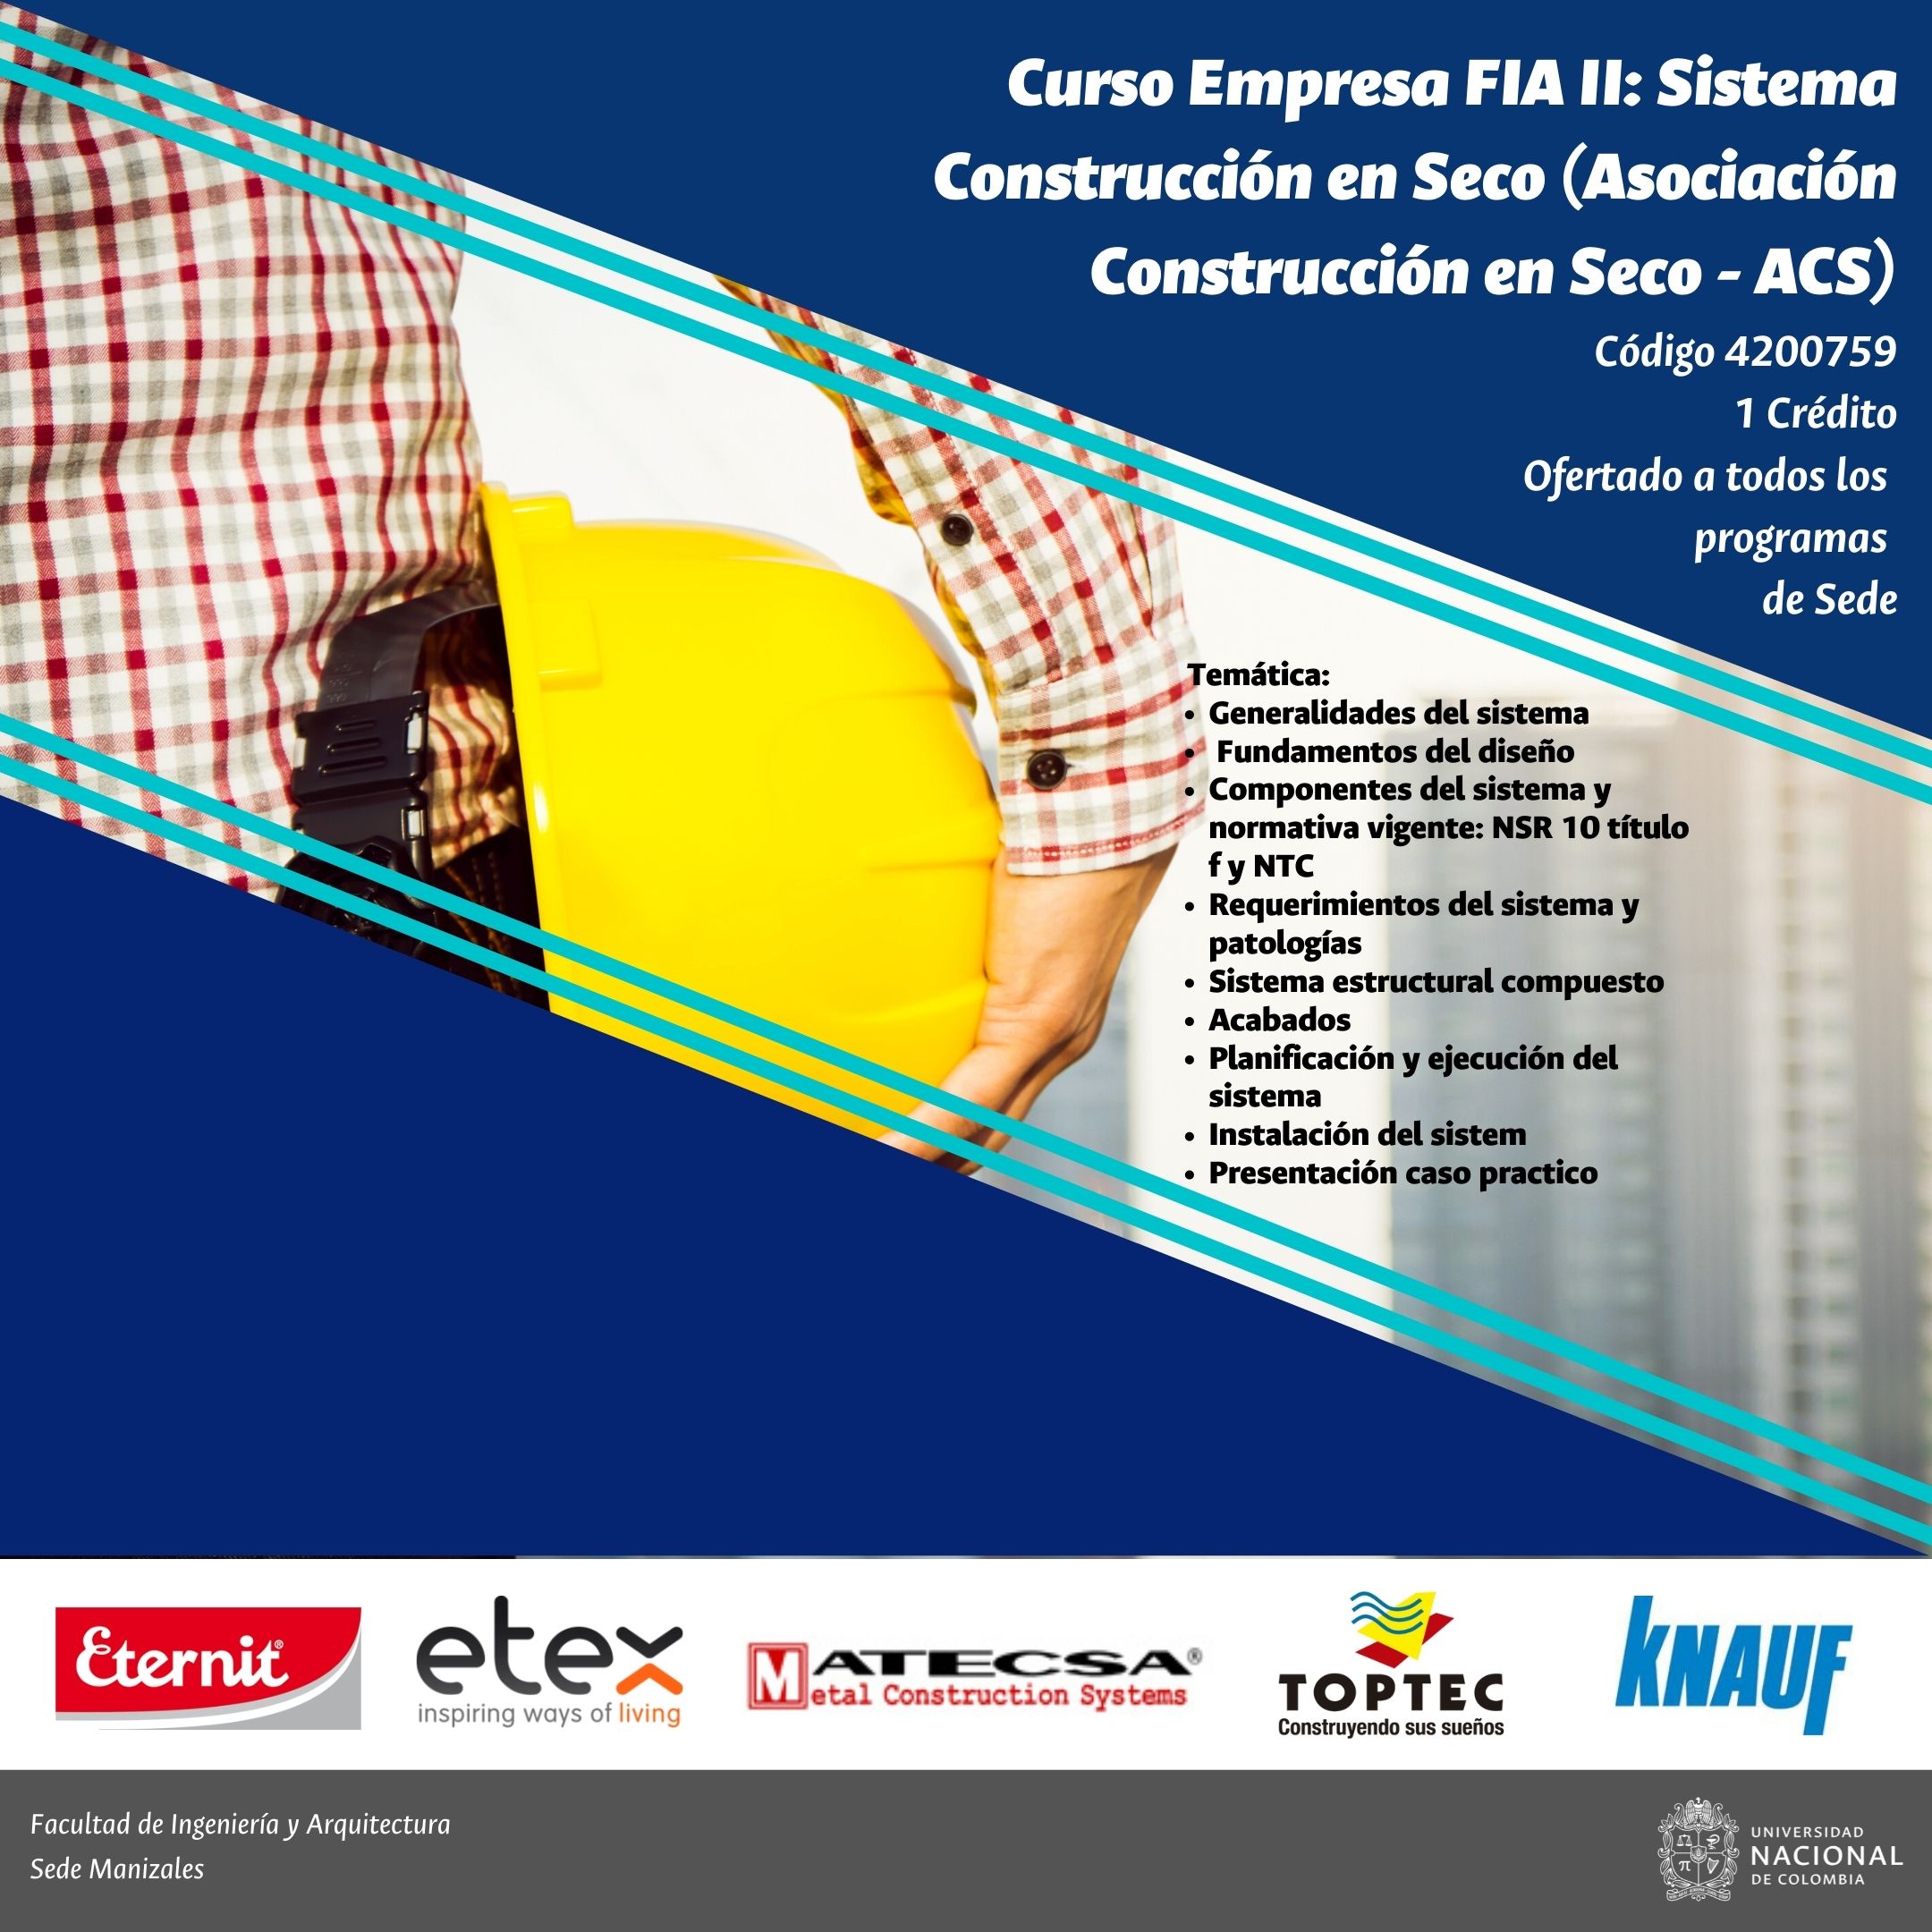 Curso Empresa FIA II: Sistema
Construcción en Seco (Asociación
Construcción en Seco - ACS)
Código 4200759
1 Crédito
Ofertado a todos los
programas
de Sede
Temática:
• Generalidades del sistema
• Fundamentos del diseño
• Componentes del sistema y
normativa vigente: NSR 10 título
f y NTC
• Requerimientos del sistema y
patologías
• Sistema estructural compuesto
• Acabados
• Planificación y ejecución del
sistema
• Instalación del sistem
• Presentación caso practico
Eternit®
etex
inspiring ways of living
MATECSA®
Metal Construction Systems
TOPTEC
Construyendo sus sueños
KNAUF
Facultad de Ingeniería y Arquitectura
Sede Manizales
UNIVERSIDAD
NACIONAL
DE COLOMBIA